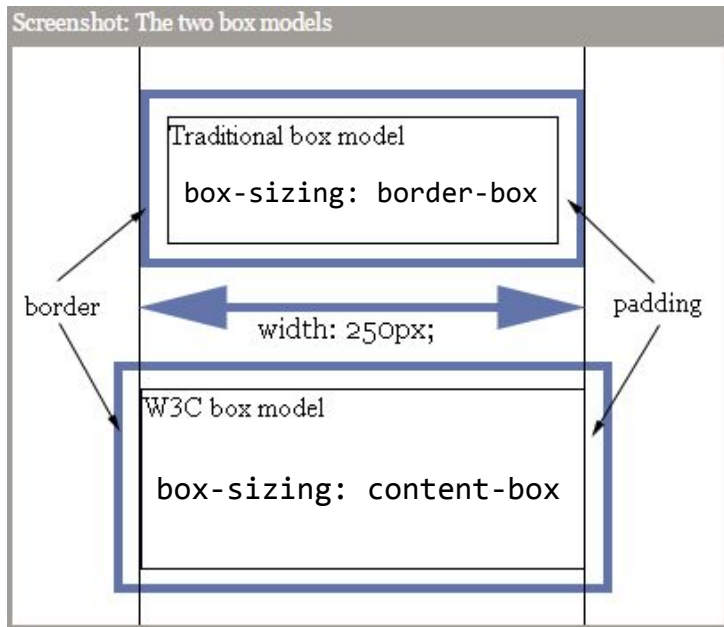 Screenshot: The two box models
Traditional box model
box-sizing: border-box
border
padding
width: 250px;
W3C box model
box-sizing: content-box